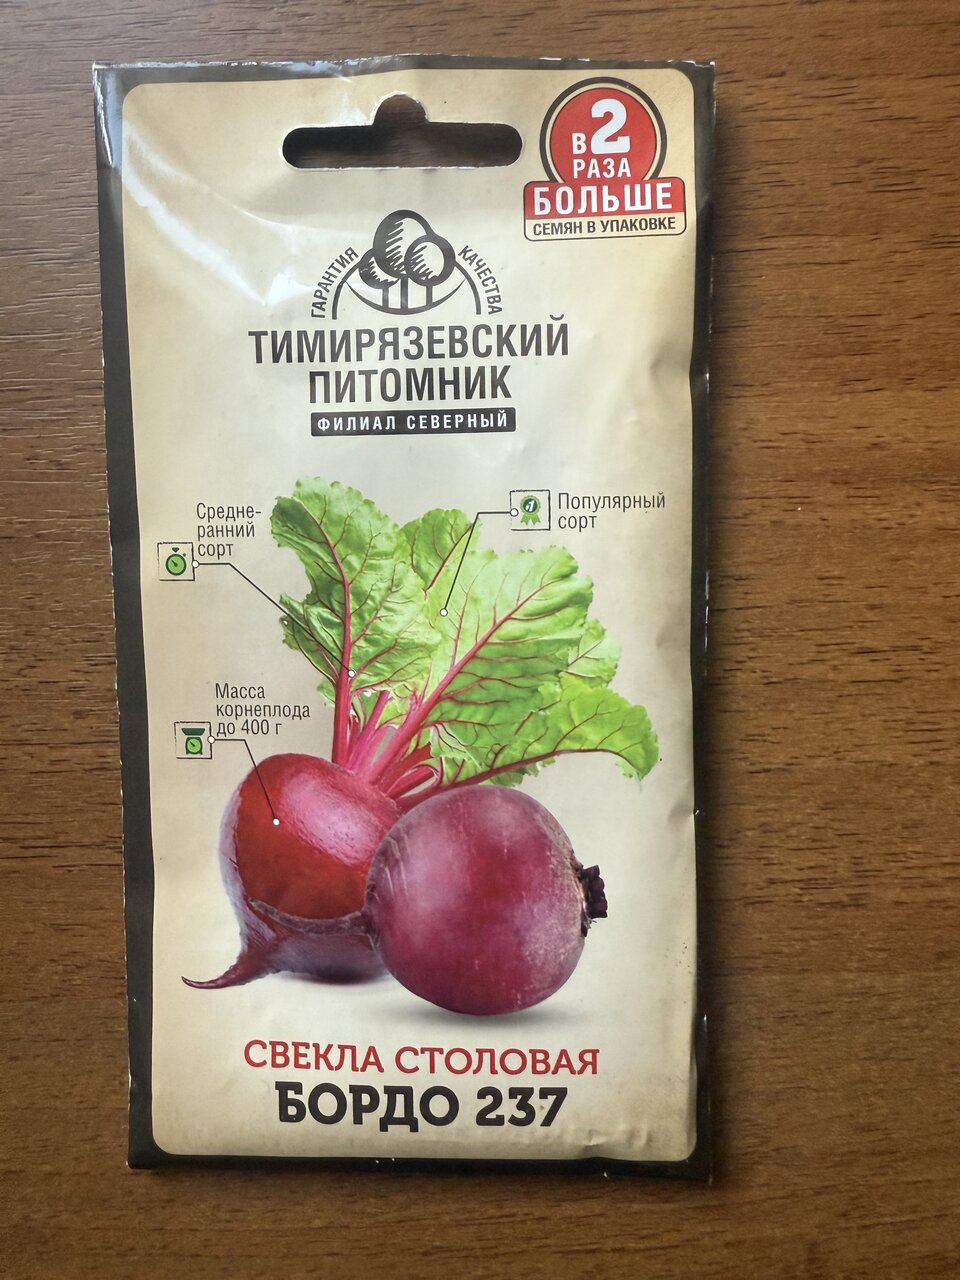 В 2
РАЗА
БОЛЬШЕ
СЕМЯН В УПАКОВКЕ
ГАРАНТИЯ КАЧЕСТВА
ТИМИРЯЗЕВСКИЙ
ПИТОМНИК
ФИЛИАЛ СЕВЕРНЫЙ
Средне-
ранний
сорт
1
Популярный
сорт
Масса
корнеплода
до 400 г
СВЕКЛА СТОЛОВАЯ
БОРДО 237